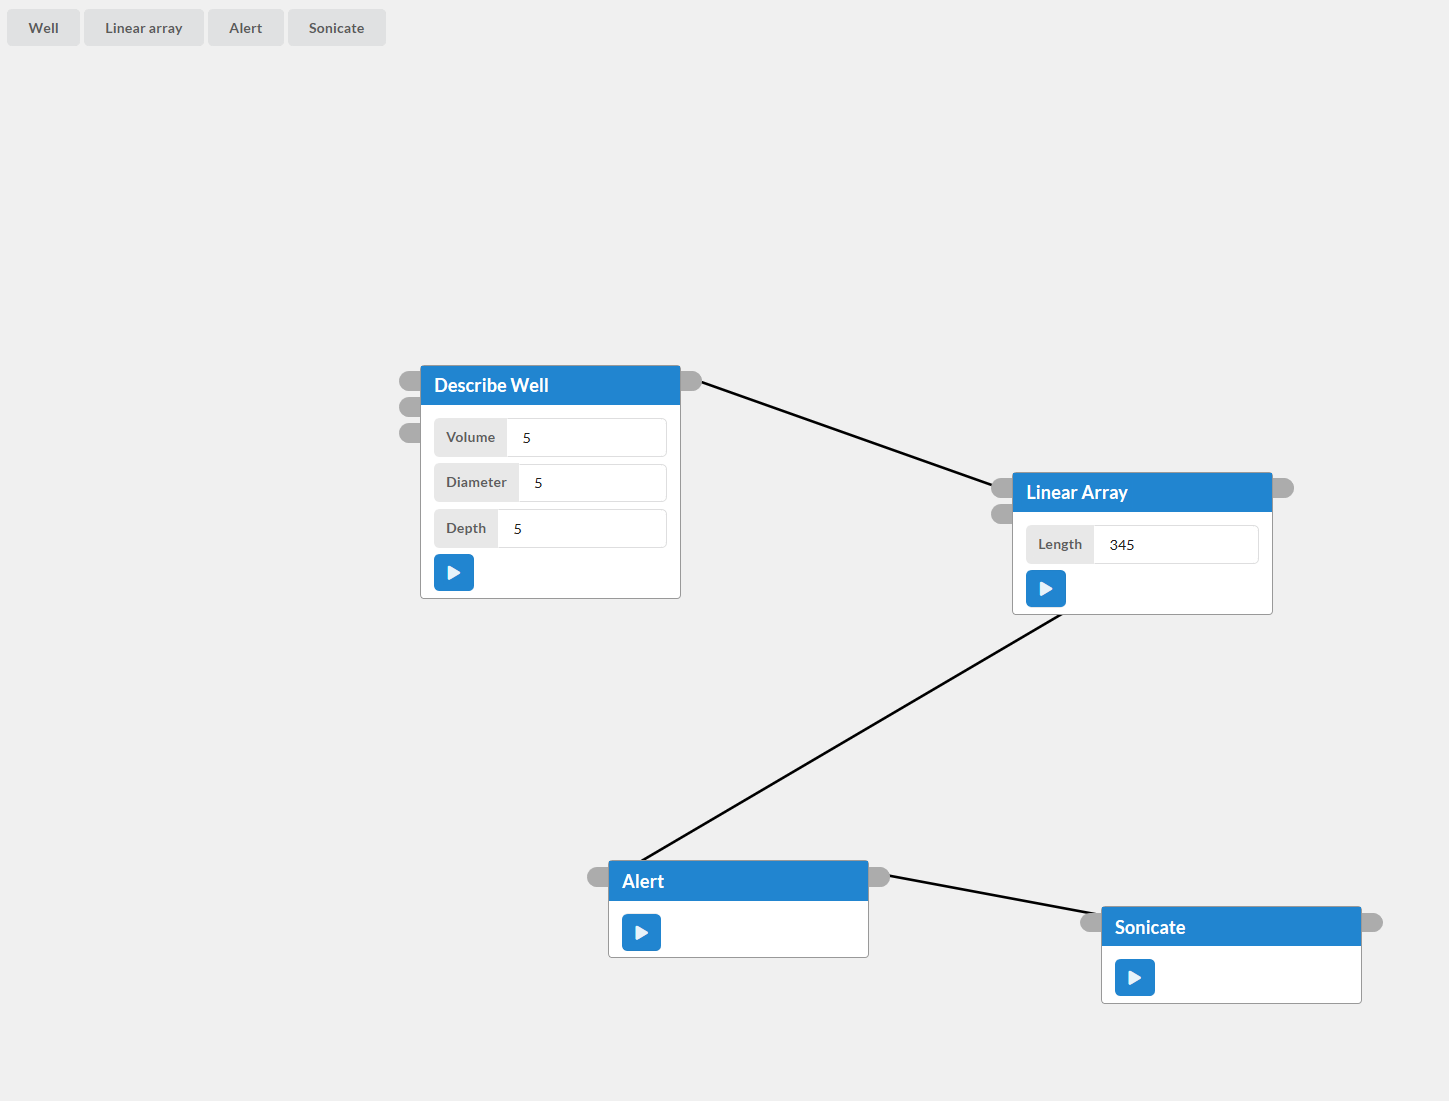 Well Linear array Alert Sonicate
Describe Well
Volume 5
Diameter 5
Depth 5
Linear Array
Length 345
Alert
Sonicate